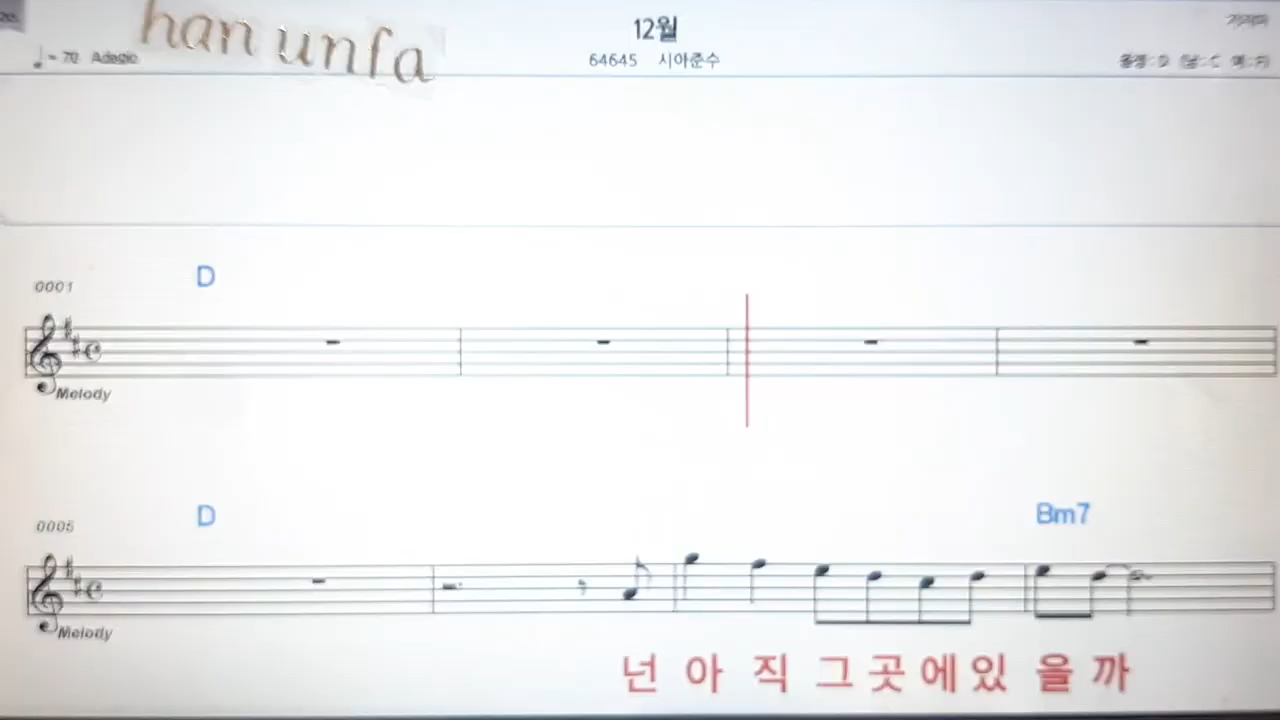 han unfa
12월
♩= 70 Adagio
64645 시아준수
0001
D
Melody
0005
D
Bm7
Melody
넌 아 직 그 곳 에 있 을 까